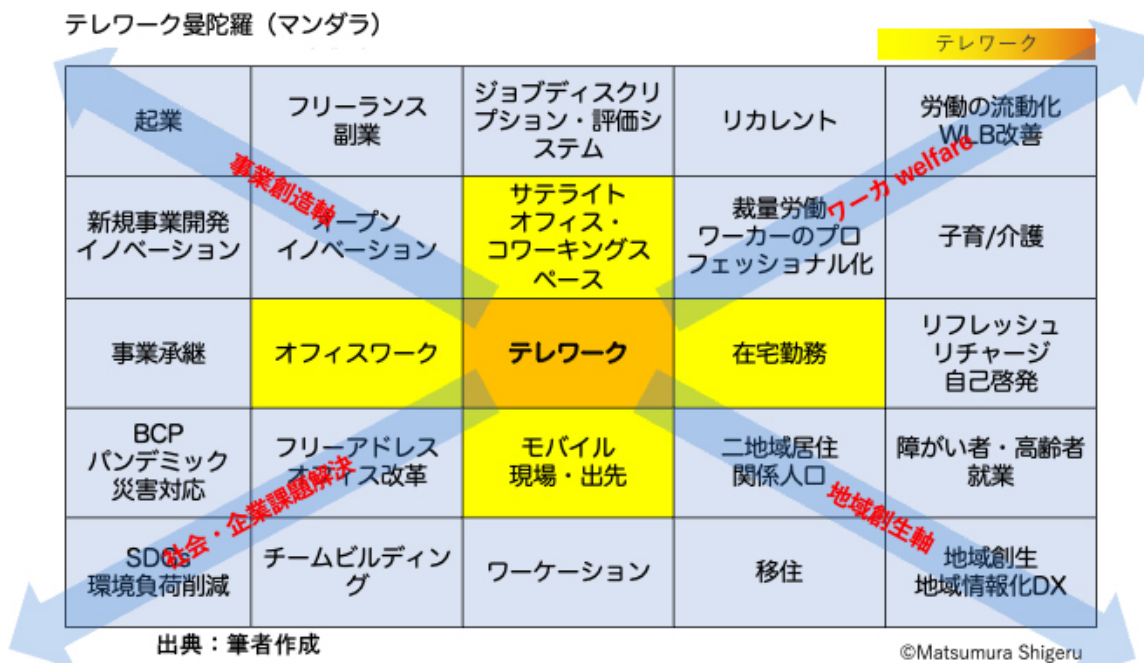 テレワーク曼陀羅（マンダラ）
テレワーク
起業
フリーランス
副業
ジョブディスクリ
プション・評価シ
ステム
リカレント
労働の流動化
WLB改善
事業創造軸
ワーカ welfare
新規事業開発
イノベーション
オープン
イノベーション
サテライト
オフィス・
コワーキングス
ペース
裁量労働
ワーカーのプロ
フェッショナル化
子育/介護
事業承継
オフィスワーク
テレワーク
在宅勤務
リフレッシュ
リチャージ
自己啓発
BCP
パンデミック
災害対応
フリーアドレス
オフィス改革
モバイル
現場・出先
二地域居住
関係人口
障がい者・高齢者
就業
社会・企業課題解決
地域創生軸
SDGs
環境負荷削減
チームビルディン
グ
ワーケーション
移住
地域創生
地域情報化DX
出典：筆者作成
©Matsumura Shigeru